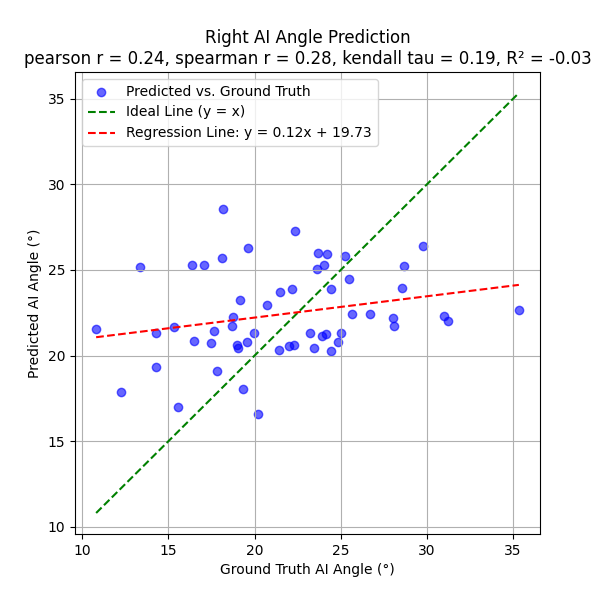 Right AI Angle Prediction
pearson r = 0.24, spearman r = 0.28, kendall tau = 0.19, R² = -0.03
Predicted vs. Ground Truth
Ideal Line (y = x)
Regression Line: y = 0.12x + 19.73
35
30
25
20
15
10
Predicted AI Angle (°)
10 15 20 25 30 35
Ground Truth AI Angle (°)